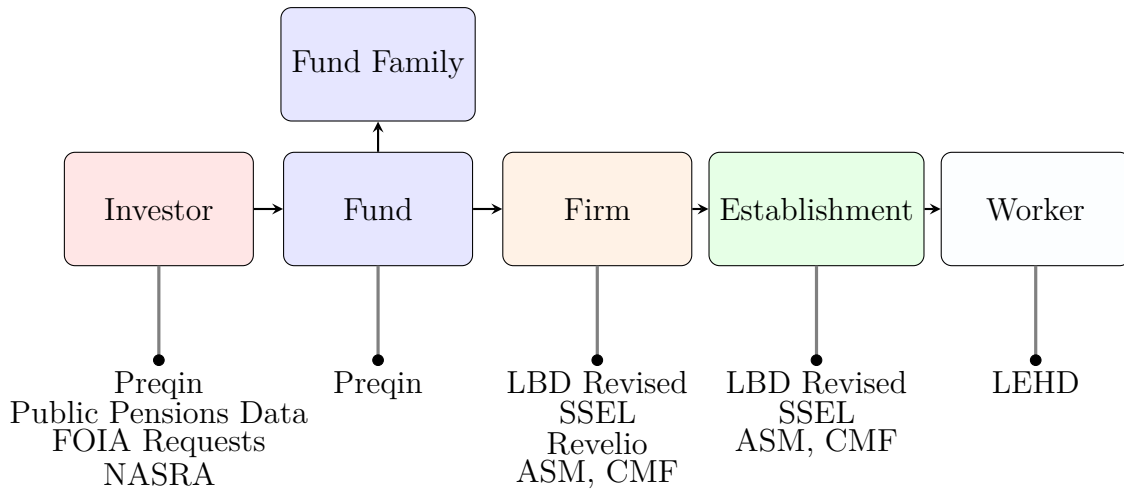 Fund Family
Investor
Fund
Firm
Establishment
Worker
Preqin
Public Pensions Data
FOIA Requests
NASRA
Preqin
LBD Revised
SSEL
Revelio
ASM, CMF
LBD Revised
SSEL
ASM, CMF
LEHD